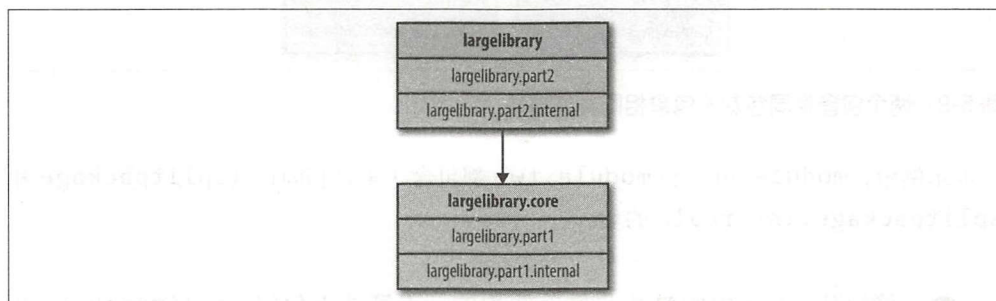 largelibrary
largelibrary.part2
largelibrary.part2.internal
largelibrary.core
largelibrary.part1
largelibrary.part1.internal